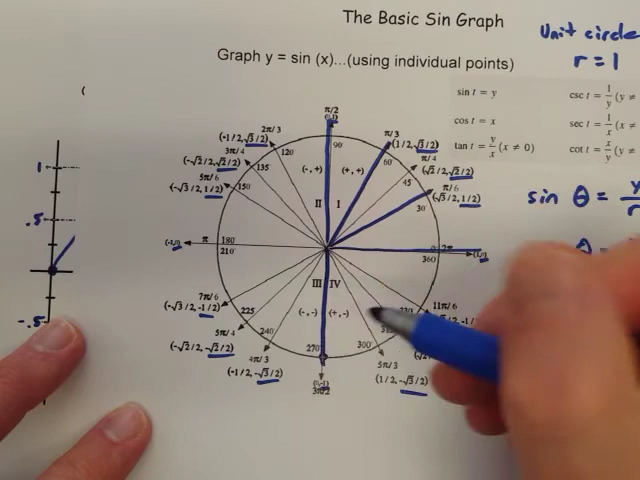 The Basic Sin Graph
Unit circle
r = 1
Graph y = sin (x)...(using individual points)
sin t = y
csc t = 1/y (y ≠
cos t = x
sec t = 1/x (x ≠
tan t = y/x (x ≠ 0)
cot t = x/y (y ≠
sin θ = y/r
(
1
.5
-.5
π/2
90
2π/3
(-1/2,√3/2)
120
π/3
(1/2,√3/2)
60
3π/4
(-√2/2,√2/2)
135
π/4
(√2/2,√2/2)
45
5π/6
(-√3/2,1/2)
150
π/6
(√3/2,1/2)
30
(-,+)
(+,+)
II
I
(-1,0)
π
180
0 2π
360
210
III
IV
(-,-)
(+,-)
7π/6
(-√3/2,-1/2)
225
11π/6
5π/4
(-√2/2,-√2/2)
240
4π/3
(-1/2,-√3/2)
270
300
5π/3
(1/2,-√3/2)
(0,-1)
3π/2